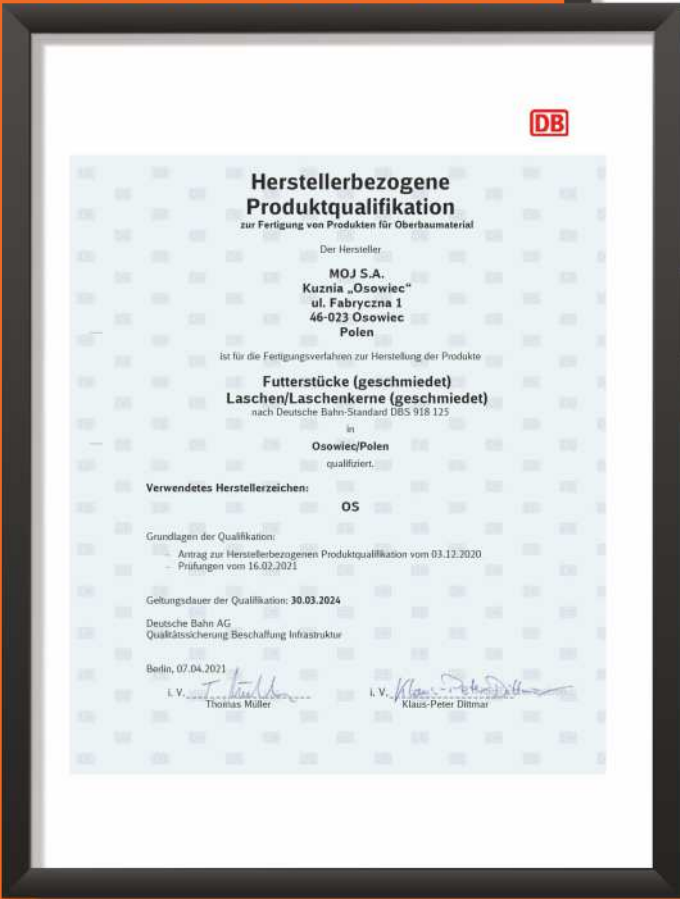 DB
Herstellerbezogene
Produktqualifikation
zur Fertigung von Produkten für Oberbaumaterial
Der Hersteller
MOJ S.A.
Kuznia „Osowiec“
ul. Fabryczna 1
46-023 Osowiec
Polen
ist für die Fertigungsverfahren zur Herstellung der Produkte
Futterstücke (geschmiedet)
Laschen/Laschenkerne (geschmiedet)
nach Deutsche Bahn-Standard DBS 918 125
in
Osowiec/Polen
qualifiziert.
Verwendetes Herstellerzeichen:
OS
Grundlagen der Qualifikation:
– Antrag zur Herstellerbezogenen Produktqualifikation vom 03.12.2020
– Prüfungen vom 16.02.2021
Geltungsdauer der Qualifikation: 30.03.2024
Deutsche Bahn AG
Qualitätssicherung Beschaffung Infrastruktur
Berlin, 07.04.2021
i. V. i. V. Klaus-Peter Dittmar
Thomas Müller Klaus-Peter Dittmar